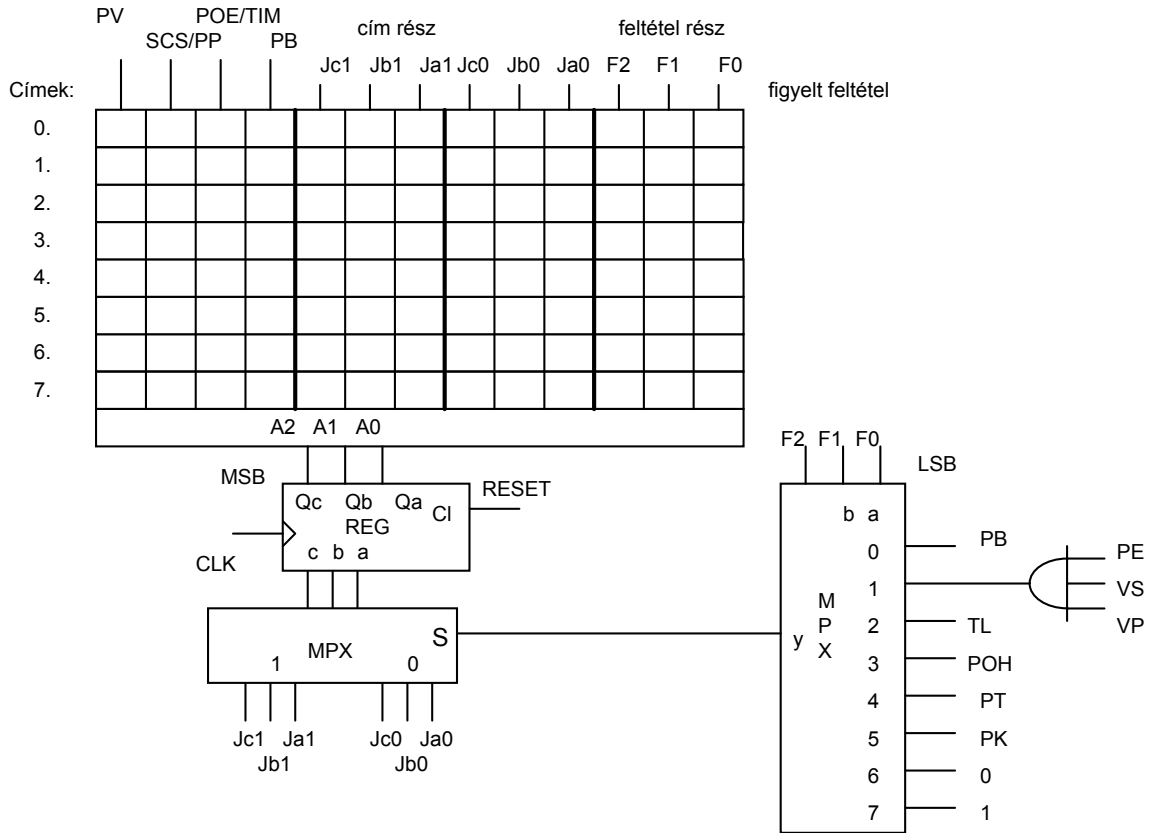 PV POE/TIM
SCS/PP PB cím rész feltétel rész
Jc1 Jb1 Ja1 Jc0 Jb0 Ja0 F2 F1 F0
Címek: figyelt feltétel
0.
1.
2.
3.
4.
5.
6.
7.
A2 A1 A0
MSB
Qc Qb Qa Cl RESET
REG
CLK
c b a
MPX S
1 0
Jc1 Ja1 Jc0 Ja0
Jb1 Jb0
F2 F1 F0
LSB
b a
0 PB
1
PE
VS
VP
M
P
X
y
2 TL
3 POH
4 PT
5 PK
6 0
7 1